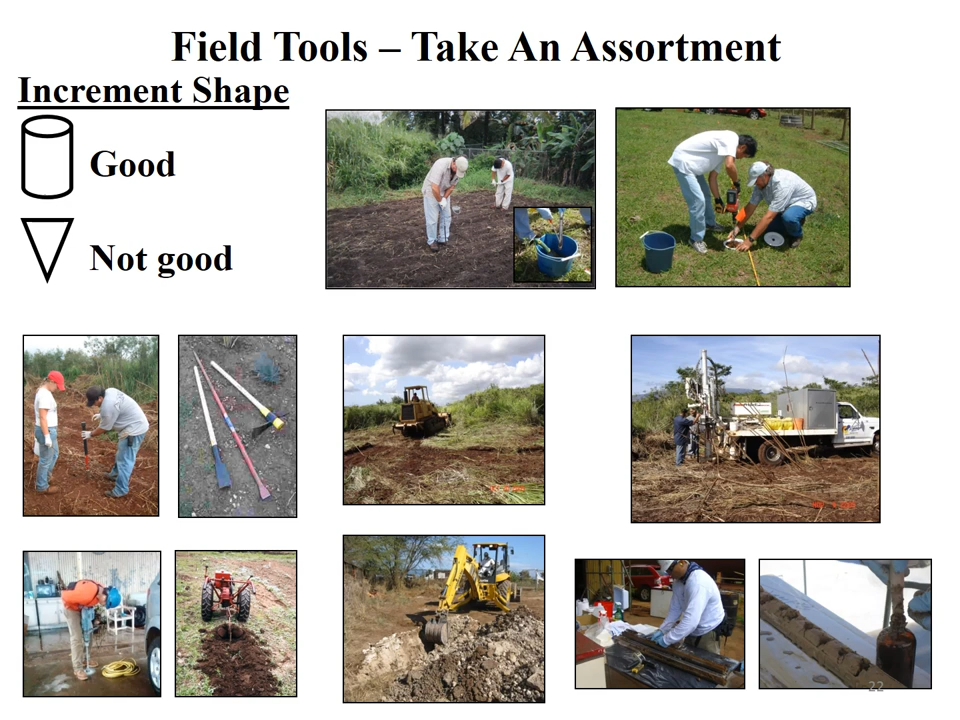 Field Tools – Take An Assortment
Increment Shape
Good
Not good
22